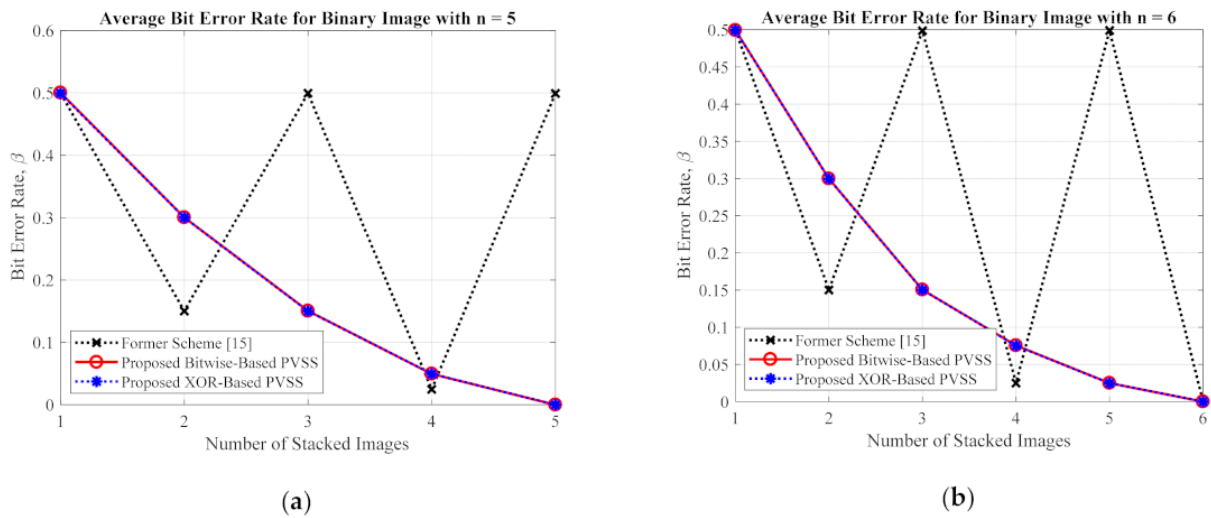 Average Bit Error Rate for Binary Image with n = 5
0.6
0.5
0.4
0.3
0.2
0.1
0
Bit Error Rate, β
Former Scheme [15]
Proposed Bitwise-Based PVSS
Proposed XOR-Based PVSS
1 2 3 4 5
Number of Stacked Images
(a)
Average Bit Error Rate for Binary Image with n = 6
0.5
0.45
0.4
0.35
0.3
0.25
0.2
0.15
0.1
0.05
0
Bit Error Rate, β
Former Scheme [15]
Proposed Bitwise-Based PVSS
Proposed XOR-Based PVSS
1 2 3 4 5 6
Number of Stacked Images
(b)